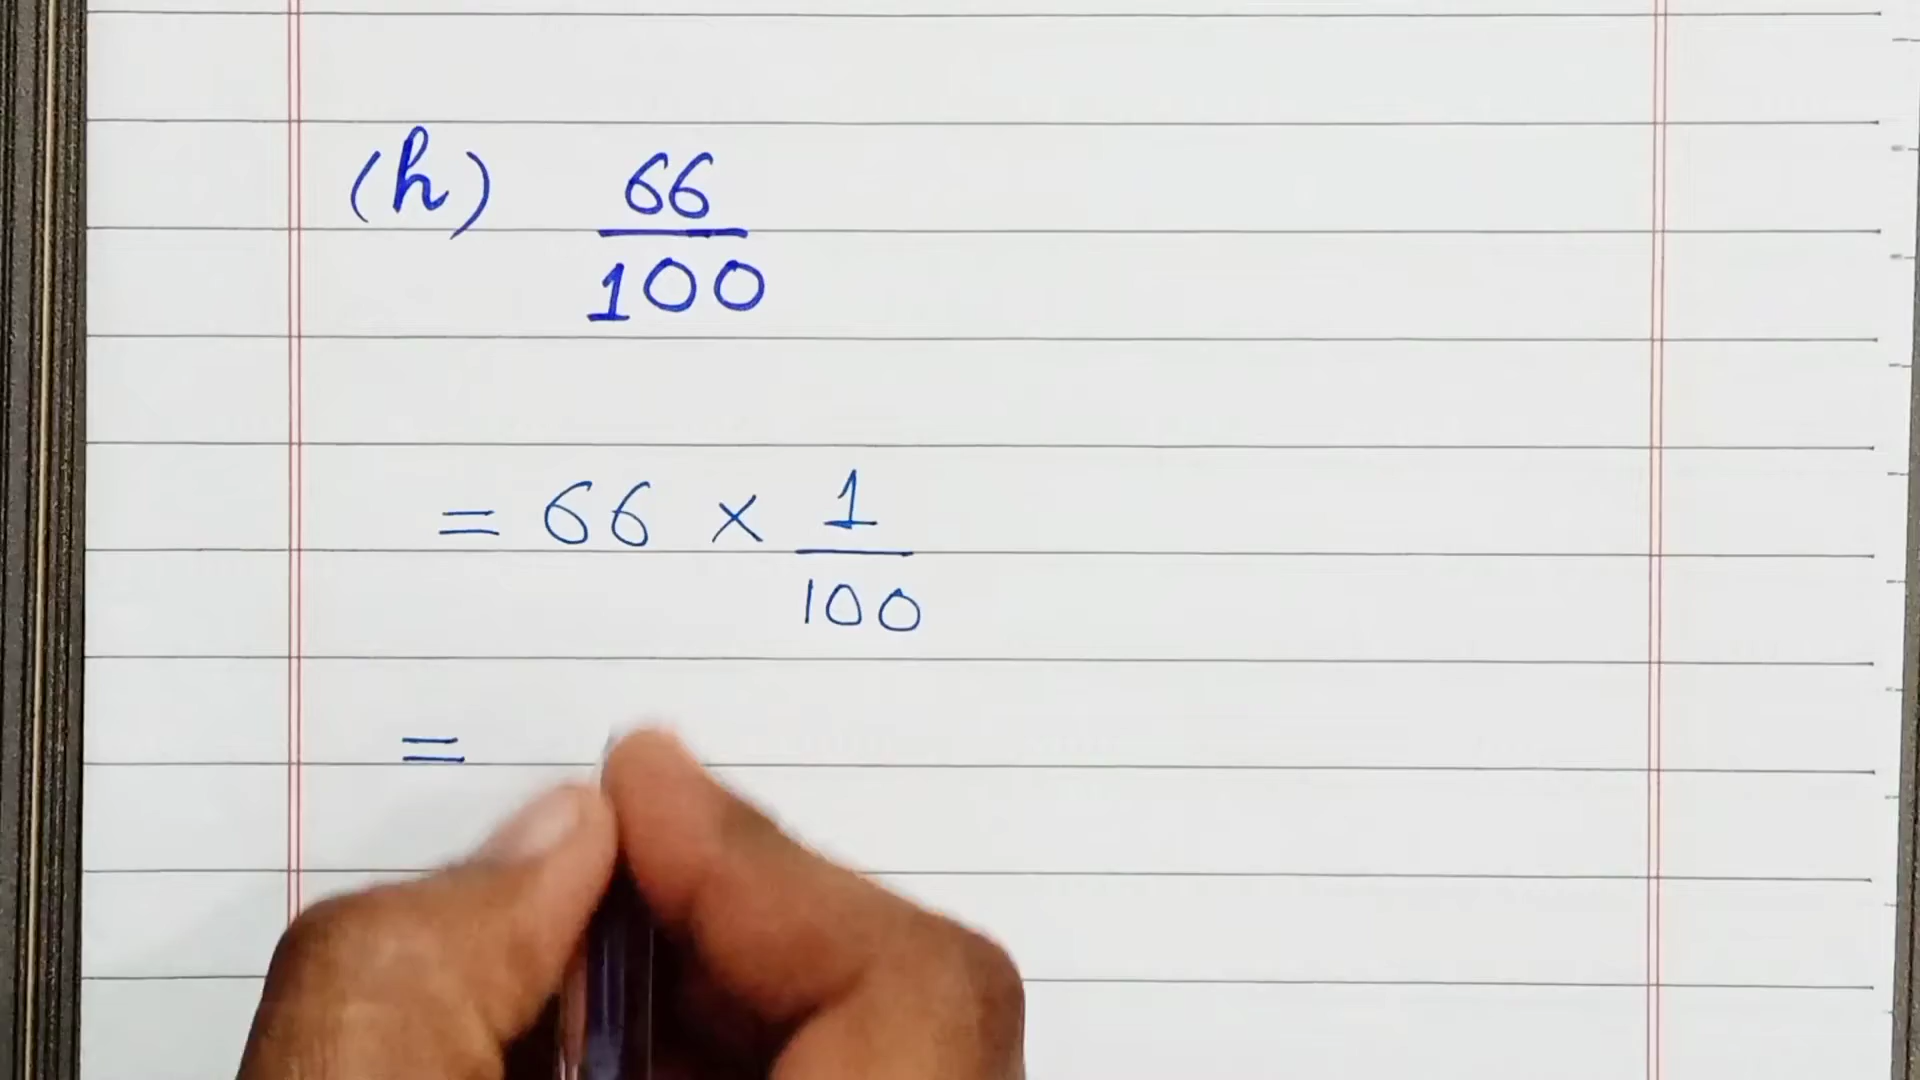 (h) 66/100
= 66 × 1/100
=